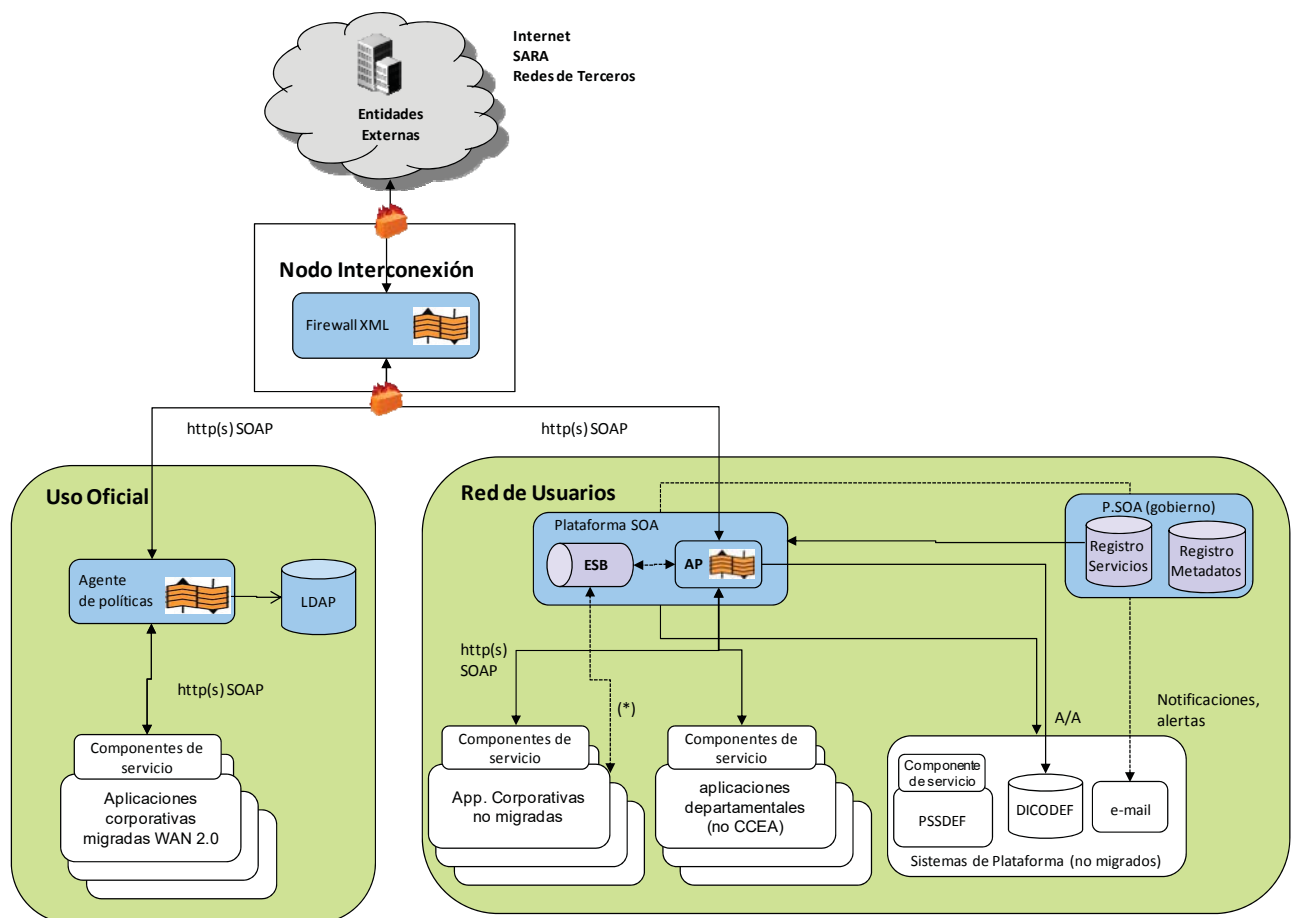 Internet
SARA
Redes de Terceros
Entidades
Externas
Nodo Interconexión
Firewall XML
http(s) SOAP
http(s) SOAP
Uso Oficial
Agente
de políticas
LDAP
http(s) SOAP
Componentes de
servicio
Aplicaciones
corporativas
migradas WAN 2.0
Red de Usuarios
Plataforma SOA
ESB
AP
P.SOA (gobierno)
Registro
Servicios
Registro
Metadatos
http(s)
SOAP
(*)
A/A
Notificaciones,
alertas
Componentes de
servicio
App. Corporativas
no migradas
Componentes de
servicio
aplicaciones
departamentales
(no CCEA)
Componente
de servicio
PSSDEF
DICODEF
e-mail
Sistemas de Plataforma (no migrados)